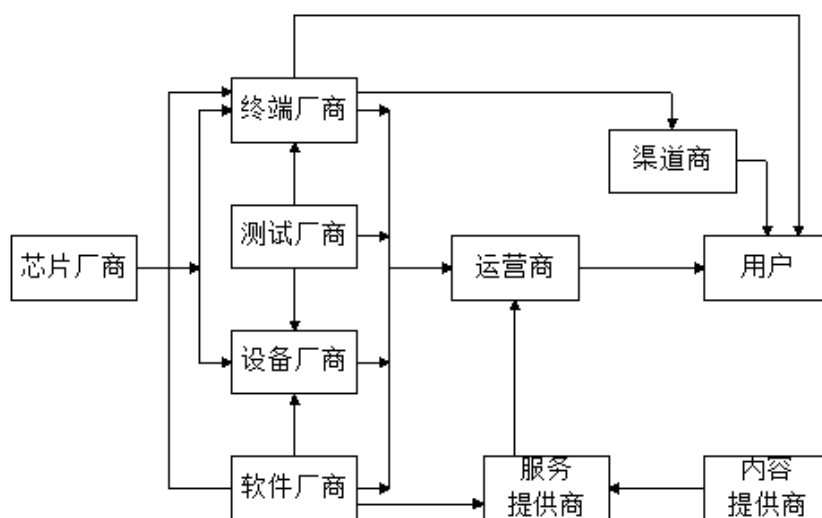 终端厂商
渠道商
测试厂商
芯片厂商
运营商
用户
设备厂商
软件厂商
服务
提供商
内容
提供商